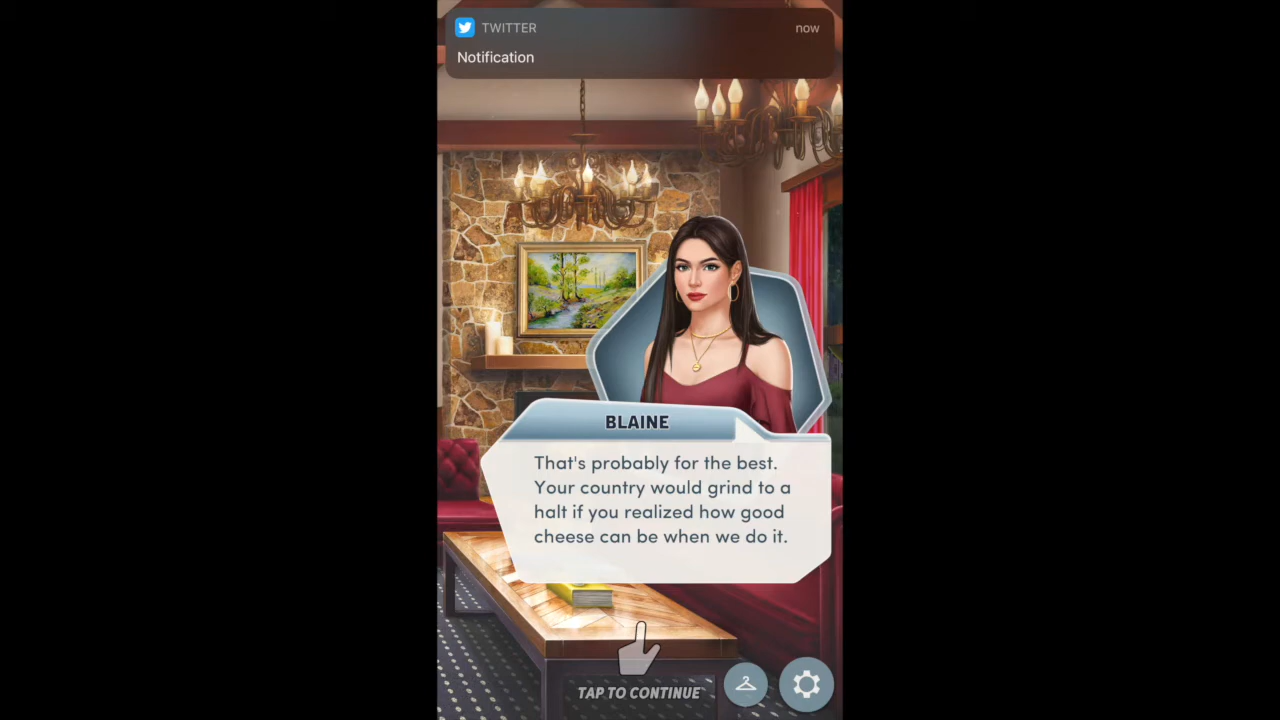 TWITTER
now
Notification
BLAINE
That's probably for the best.
Your country would grind to a
halt if you realized how good
cheese can be when we do it.
TAP TO CONTINUE